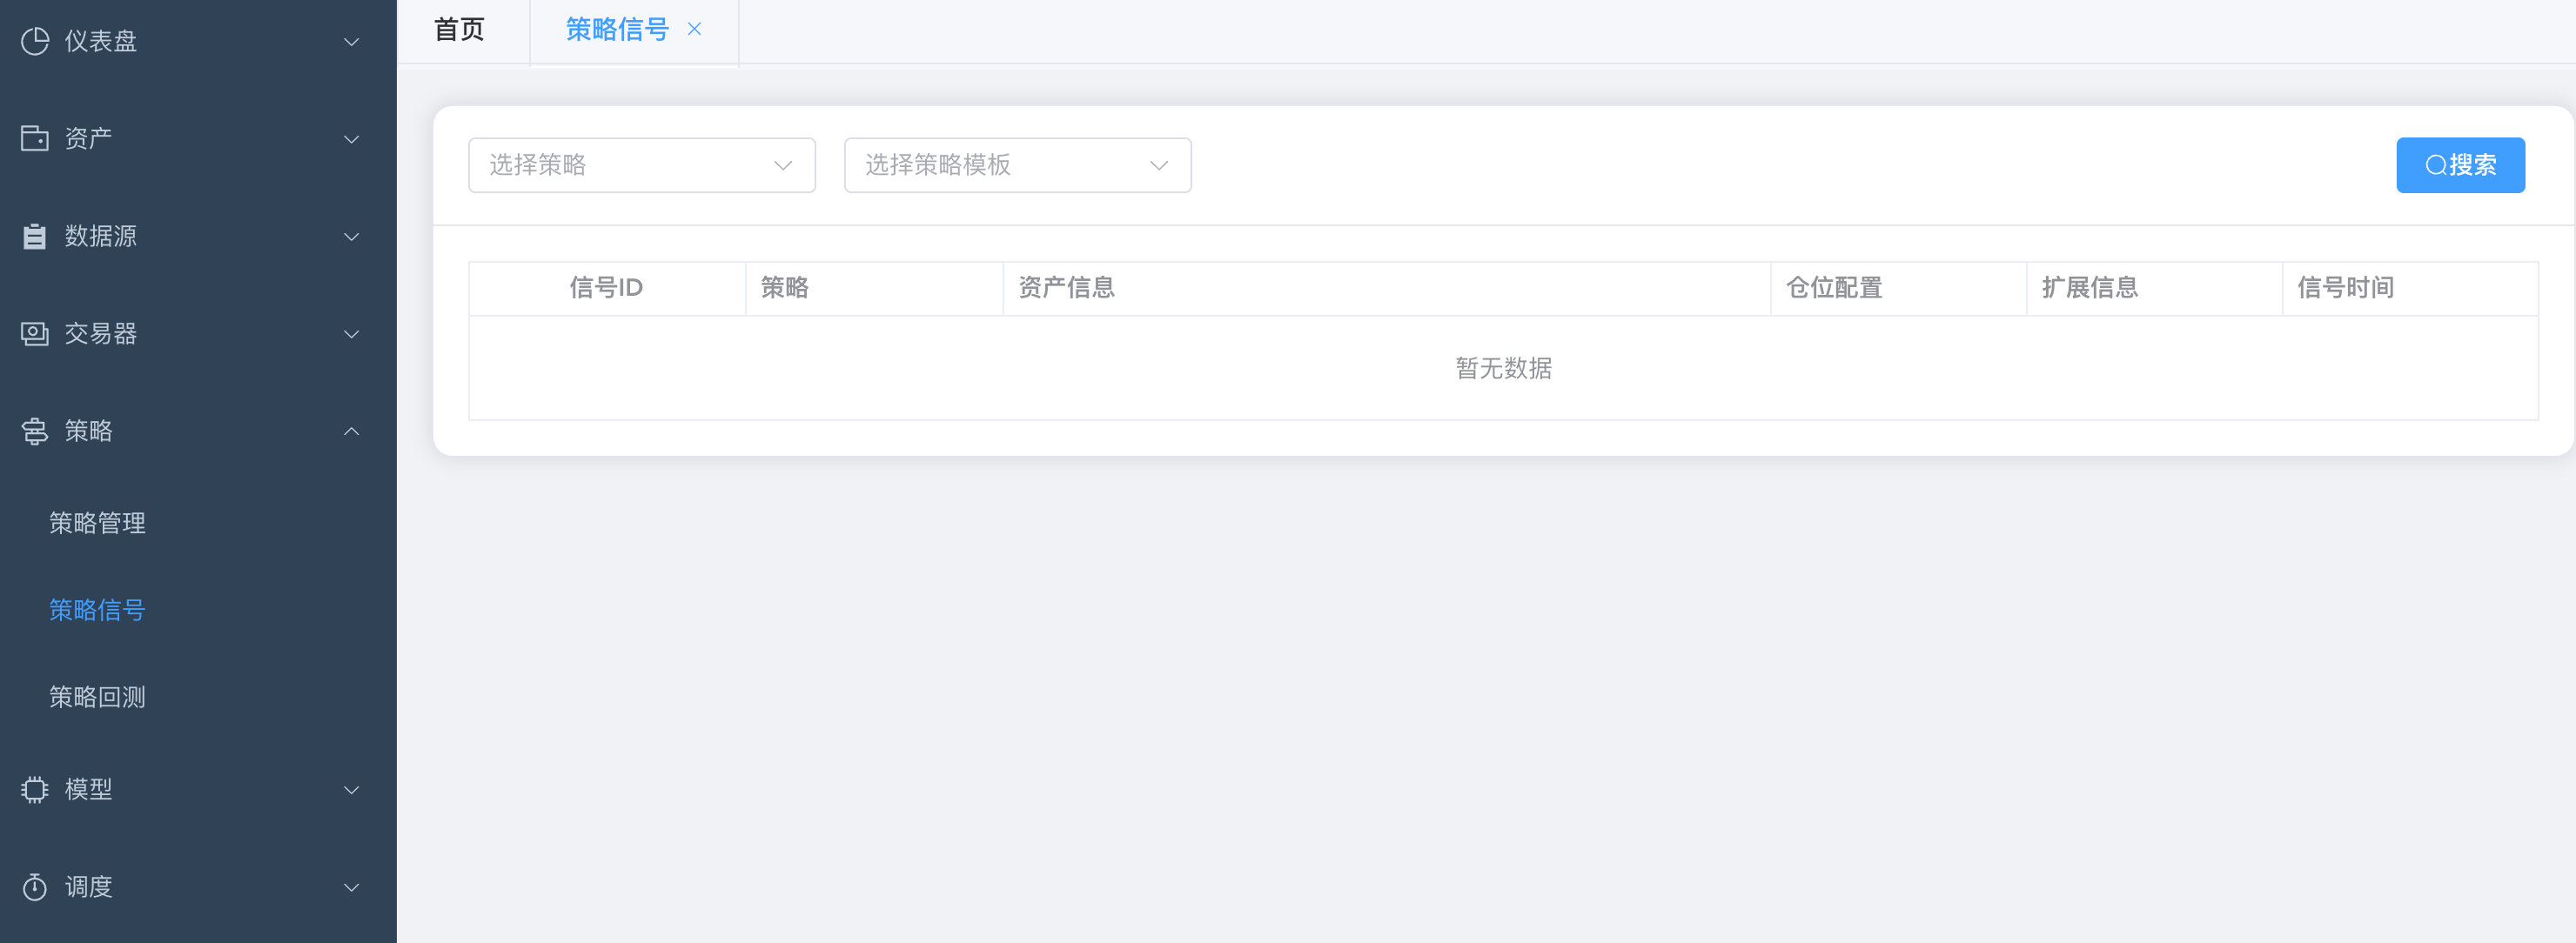 仪表盘
资产
数据源
交易器
策略
策略管理
策略信号
策略回测
模型
调度
首页
策略信号
选择策略
选择策略模板
搜索
信号ID 策略 资产信息 仓位配置 扩展信息 信号时间
暂无数据